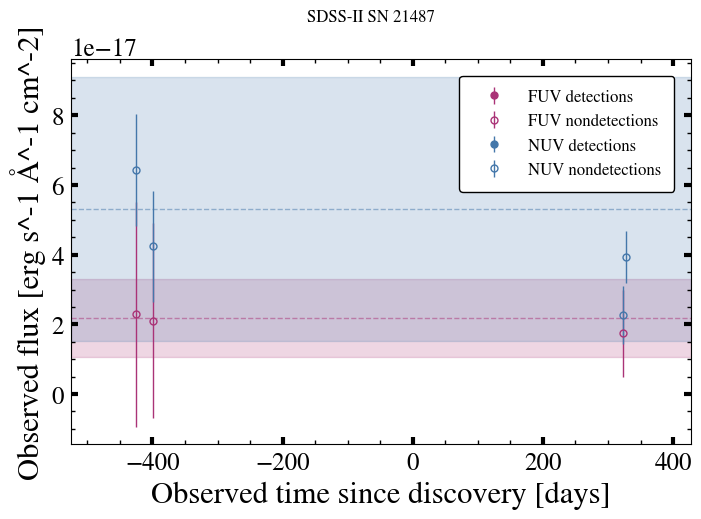 SDSS-II SN 21487
1e−17
Observed flux [erg s^-1 Å^-1 cm^-2]
8
6
4
2
0
FUV detections
FUV nondetections
NUV detections
NUV nondetections
−400 −200 0 200 400
Observed time since discovery [days]